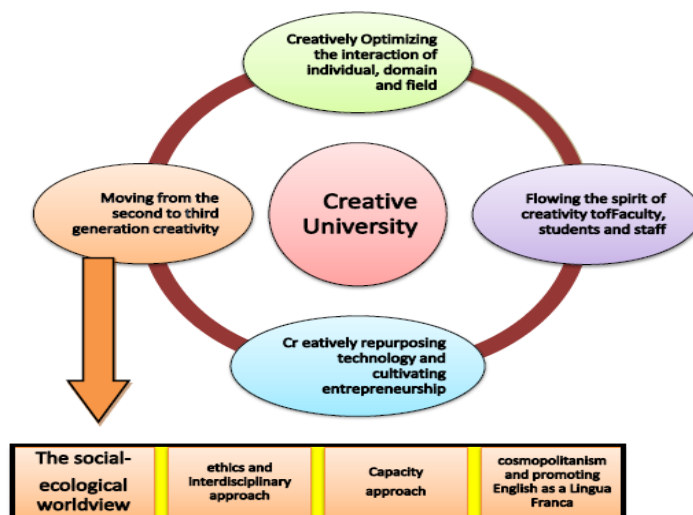 Creatively Optimizing
the interaction of
individual, domain
and field
Moving from the
second to third
generation creativity
Creative
University
Flowing the spirit of
creativity tofFaculty,
students and staff
Cr eatively repurposing
technology and
cultivating
entrepreneurship
The social-
ecological
worldview
ethics and
interdisciplinary
approach
Capacity
approach
cosmopolitanism
and promoting
English as a Lingua
Franca